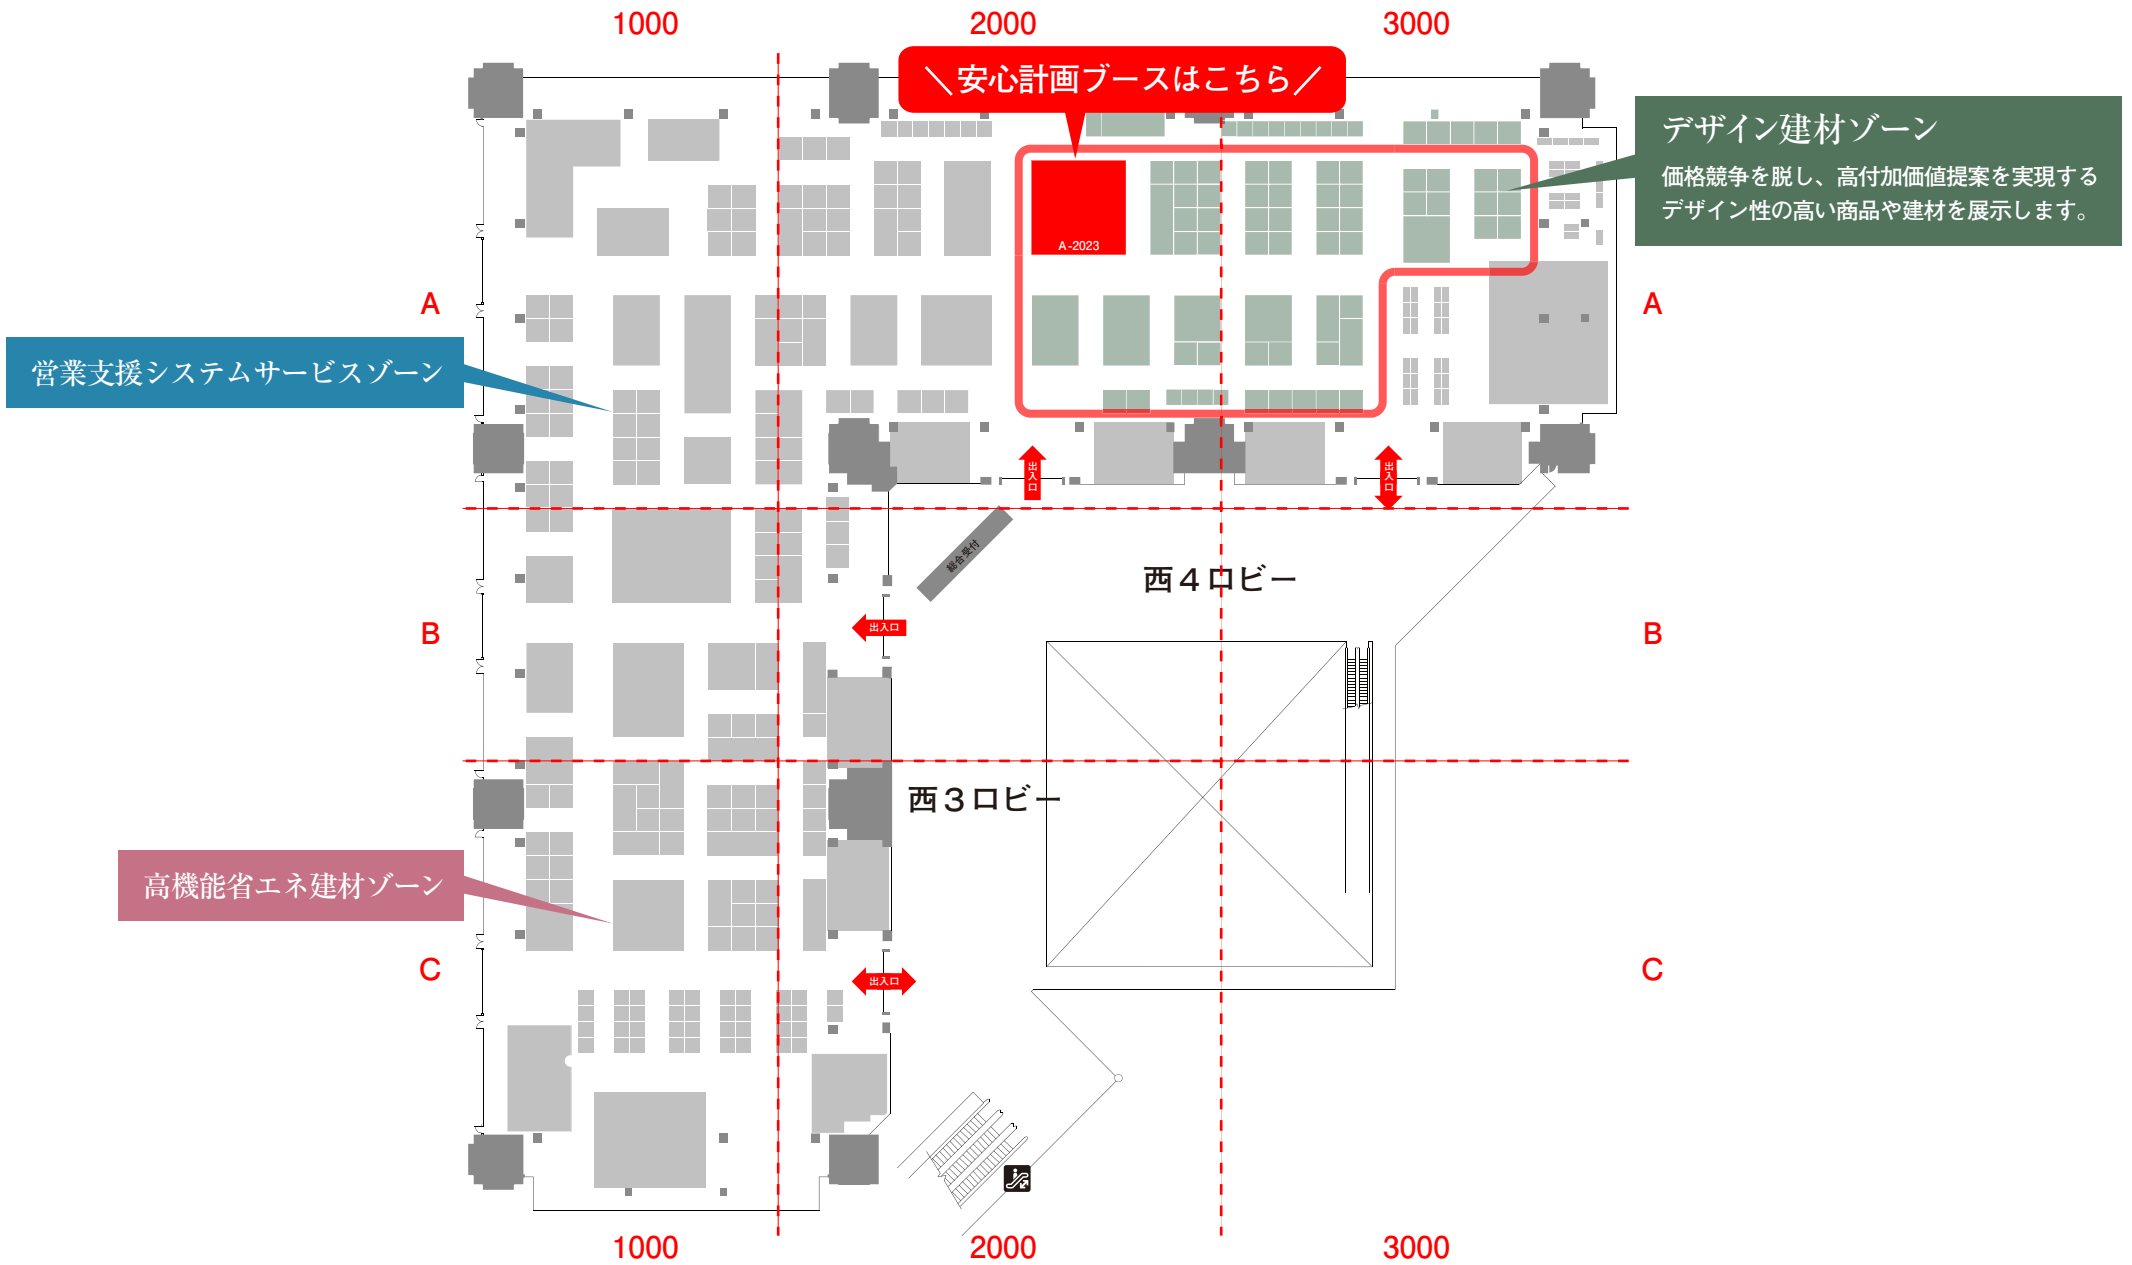 1000
2000
3000
＼安心計画ブースはこちら／
デザイン建材ゾーン
価格競争を脱し、高付加価値提案を実現する
デザイン性の高い商品や建材を展示します。
A-2023
A
A
営業支援システムサービスゾーン
出入口
出入口
総合受付
西４ロビー
出入口
B
B
西３ロビー
高機能省エネ建材ゾーン
C
C
出入口
1000
2000
3000